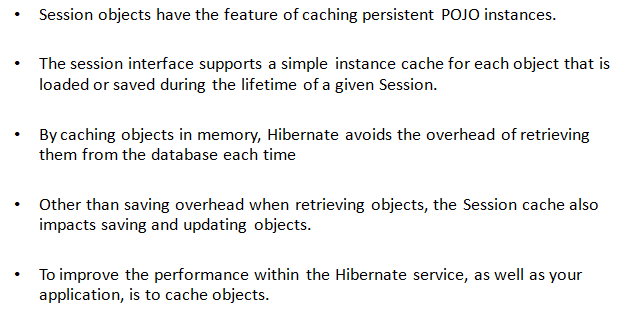 • Session objects have the feature of caching persistent POJO instances.
• The session interface supports a simple instance cache for each object that is
loaded or saved during the lifetime of a given Session.
• By caching objects in memory, Hibernate avoids the overhead of retrieving
them from the database each time
• Other than saving overhead when retrieving objects, the Session cache also
impacts saving and updating objects.
• To improve the performance within the Hibernate service, as well as your
application, is to cache objects.